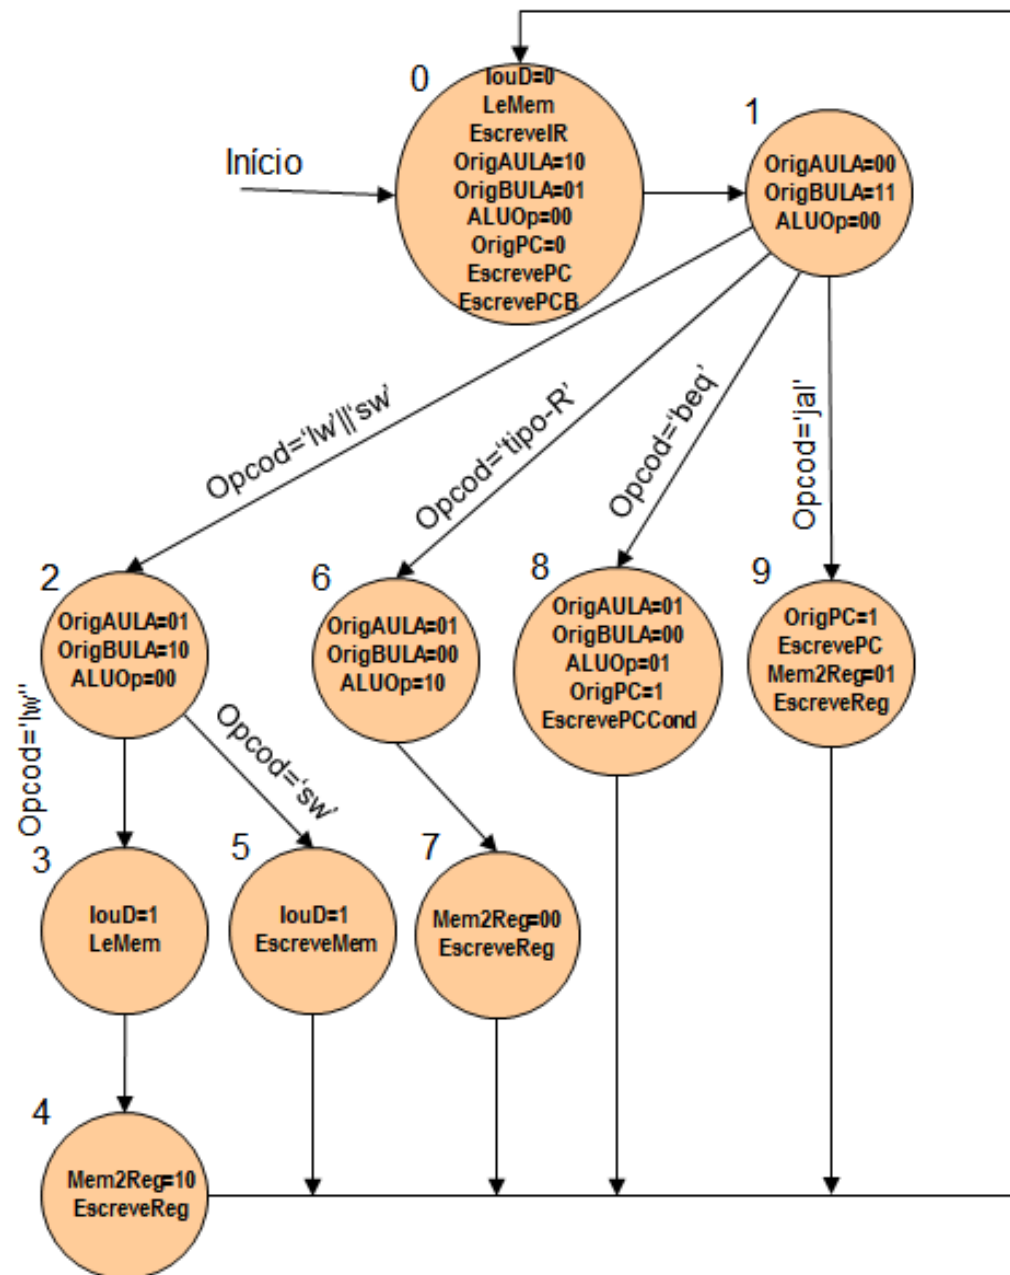 0
IouD=0
LeMem
EscreveIR
OrigAULA=10
OrigBULA=01
ALUOp=00
OrigPC=0
EscrevePC
EscrevePCB
Início
1
OrigAULA=00
OrigBULA=11
ALUOp=00
Opcod=‘lw’||‘sw’
Opcod=‘tipo-R’
Opcod=‘beq’
Opcod=‘jal’
2
OrigAULA=01
OrigBULA=10
ALUOp=00
6
OrigAULA=01
OrigBULA=00
ALUOp=10
8
OrigAULA=01
OrigBULA=00
ALUOp=01
OrigPC=1
EscrevePCCond
9
OrigPC=1
EscrevePC
Mem2Reg=01
EscreveReg
Opcod=‘lw’'
Opcod=‘sw’
3
IouD=1
LeMem
5
IouD=1
EscreveMem
7
Mem2Reg=00
EscreveReg
4
Mem2Reg=10
EscreveReg